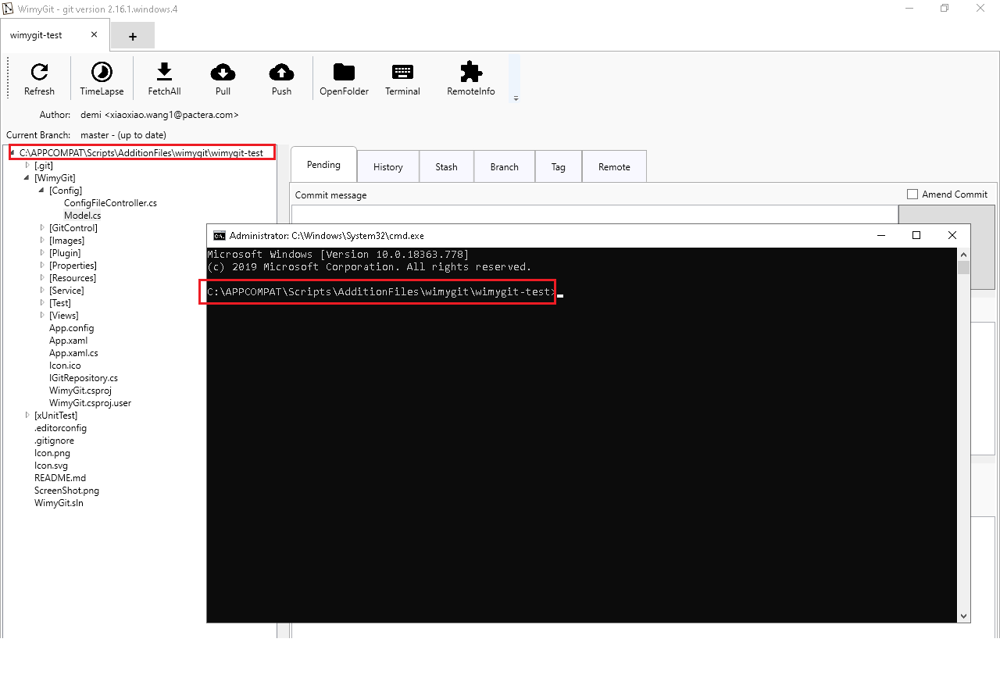 WimyGit - git version 2.16.1.windows.4
wimygit-test
+
Refresh
TimeLapse
FetchAll
Pull
Push
OpenFolder
Terminal
RemoteInfo
Author: demi <xiaoxiao.wang1@pactera.com>
Current Branch: master - (up to date)
C:\APPCOMPAT\Scripts\AdditionFiles\wimygit\wimygit-test
[.git]
[WimyGit]
[Config]
ConfigFileController.cs
Model.cs
[GitControl]
[Images]
[Plugin]
[Properties]
[Resources]
[Service]
[Test]
[Views]
App.config
App.xaml
App.xaml.cs
Icon.ico
IGitRepository.cs
WimyGit.csproj
WimyGit.csproj.user
[xUnitTest]
.editorconfig
.gitignore
Icon.png
Icon.svg
README.md
ScreenShot.png
WimyGit.sln
Pending
History
Stash
Branch
Tag
Remote
Commit message
Amend Commit
Administrator: C:\Windows\System32\cmd.exe
Microsoft Windows [Version 10.0.18363.778]
(c) 2019 Microsoft Corporation. All rights reserved.
C:\APPCOMPAT\Scripts\AdditionFiles\wimygit\wimygit-test>